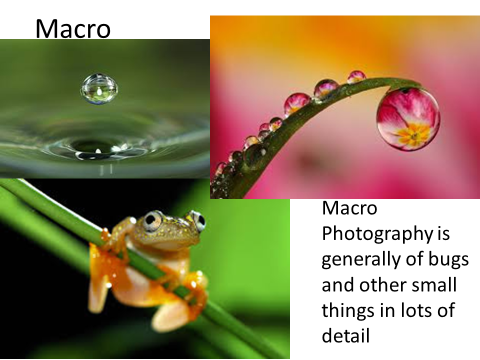 Macro
Macro
Photography is
generally of bugs
and other small
things in lots of
detail